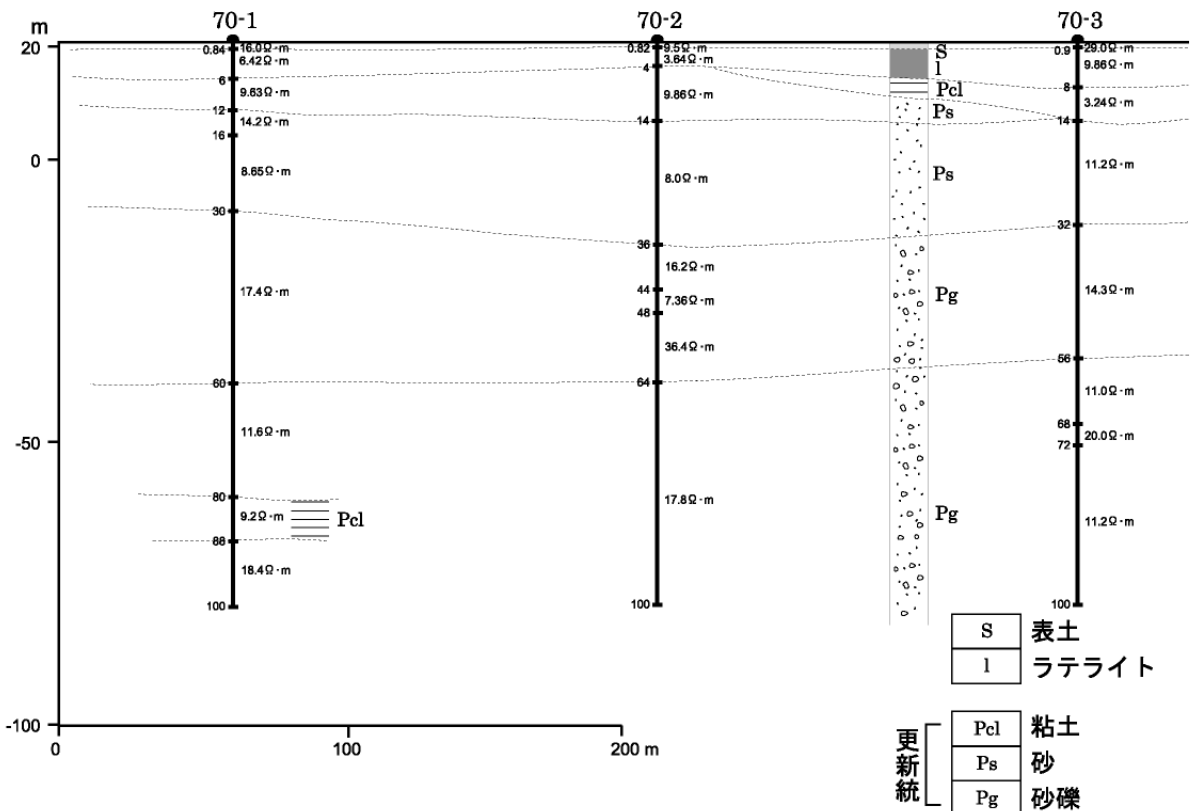 m
70-1
70-2
70-3
20
0
-50
-100
0
100
200 m
0.84
16.0Ω·m
6.42Ω·m
6
9.63Ω·m
12
14.2Ω·m
16
8.65Ω·m
30
17.4Ω·m
60
11.6Ω·m
80
9.2Ω·m
88
18.4Ω·m
100
Pcl
0.82
9.5Ω·m
3.64Ω·m
4
9.86Ω·m
14
8.0Ω·m
36
16.2Ω·m
44
7.36Ω·m
48
36.4Ω·m
64
17.8Ω·m
100
S
l
Pcl
Ps
Ps
Pg
Pg
0.9
29.0Ω·m
9.86Ω·m
8
3.24Ω·m
14
11.2Ω·m
32
14.3Ω·m
56
11.0Ω·m
68
20.0Ω·m
72
11.2Ω·m
100
S 表土
l ラテライト
更新統
Pcl 粘土
Ps 砂
Pg 砂礫